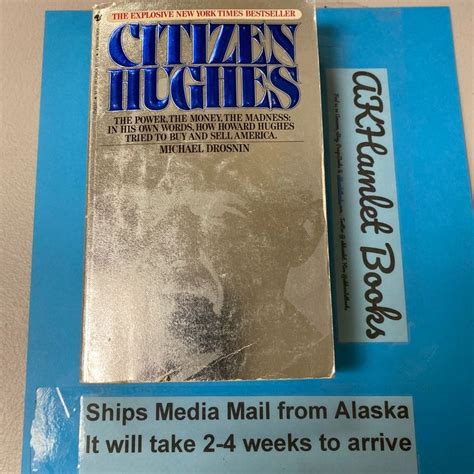 THE EXPLOSIVE NEW YORK TIMES BESTSELLER
CITIZEN
HUGHES
THE POWER, THE MONEY, THE MADNESS:
IN HIS OWN WORDS, HOW HOWARD HUGHES
TRIED TO BUY AND SELL AMERICA.
MICHAEL DROSNIN
AKHamlet Books
Ships Media Mail from Alaska
It will take 2-4 weeks to arrive